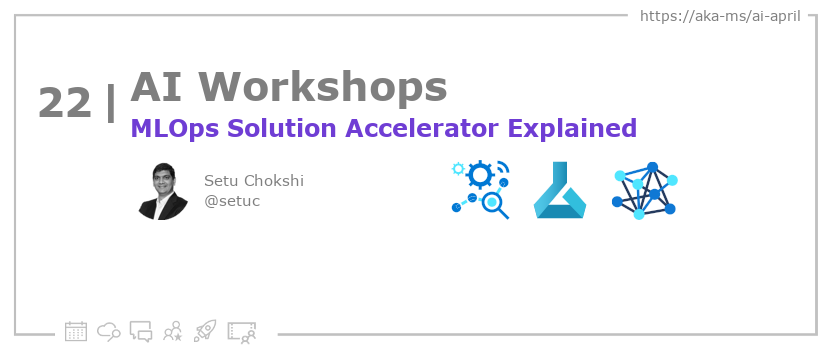 https://aka-ms/ai-april
22 | AI Workshops
MLOps Solution Accelerator Explained
Setu Chokshi
@setuc